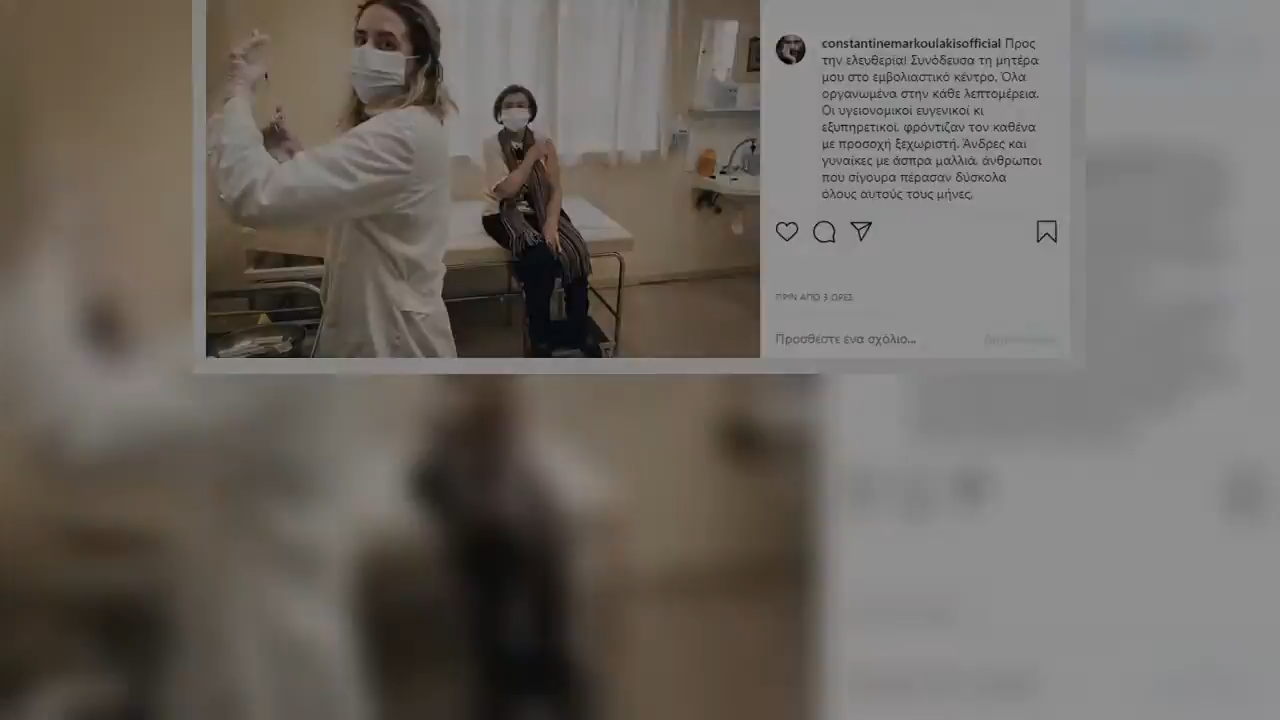 constantinemarkoulakisofficial Προς
την ελευθερία! Συνόδευσα τη μητέρα
μου στο εμβολιαστικό κέντρο. Όλα
οργανωμένα στην κάθε λεπτομέρεια.
Οι υγειονομικοί ευγενικοί κι
εξυπηρετικοί, φρόντιζαν τον καθένα
με προσοχή ξεχωριστή. Άνδρες και
γυναίκες με άσπρα μαλλιά, άνθρωποι
που σίγουρα πέρασαν δύσκολα
όλους αυτούς τους μήνες,
ΠΡΙΝ ΑΠΌ 3 ΏΡΕΣ
Προσθέστε ένα σχόλιο...